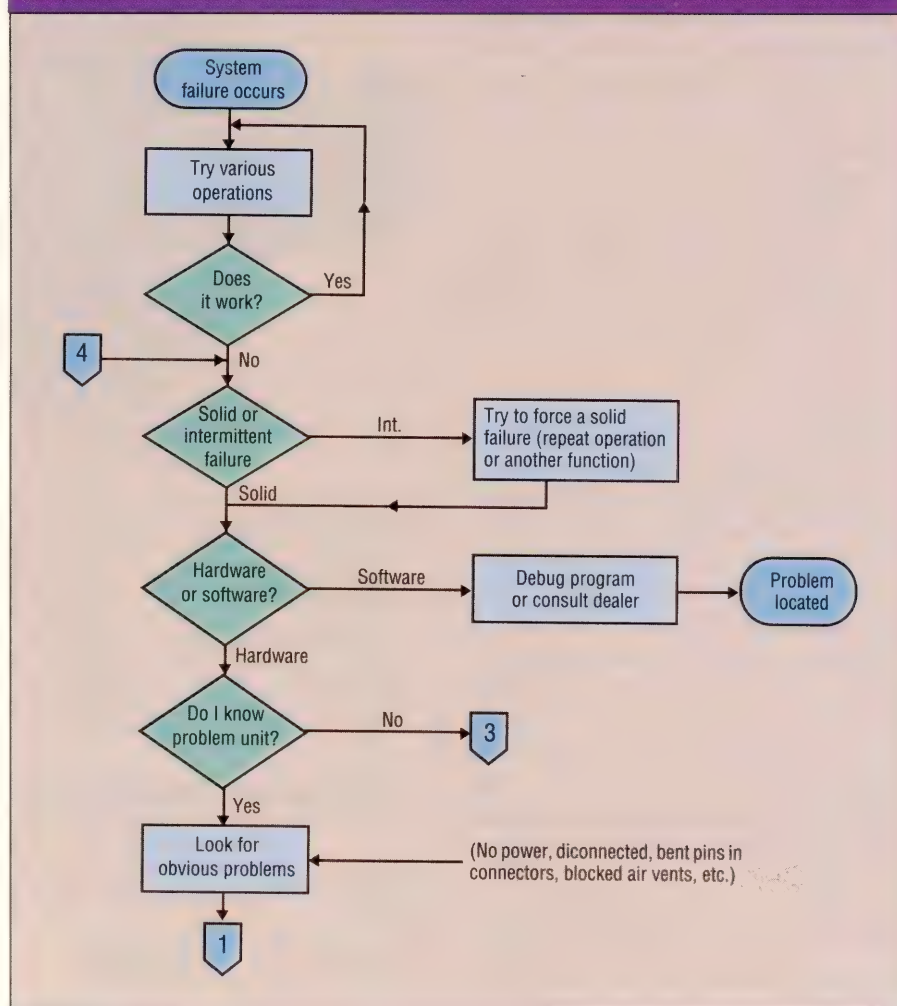 System
failure occurs
Try various
operations
Does
it work?
Yes
4
No
Solid or
intermittent
failure
Int.
Try to force a solid
failure (repeat operation
or another function)
Solid
Hardware
or software?
Software
Debug program
or consult dealer
Problem
located
Hardware
Do I know
problem unit?
No
3
Yes
Look for
obvious problems
(No power, diconnected, bent pins in
connectors, blocked air vents, etc.)
1